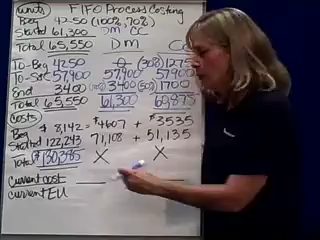 Units FIFO Process Costing
Beg 4250 (100%, 70%)
Started 61,300 DM CC
Total 65,550 DM CC
To-Beg 4250 0 (30%) 1275
To-S&C 57,900 57,900 57,900
End 3400 (100%) 3400 (50%) 1700
Total 65,550 61,300 60,875
Costs
Beg $8,142 $4607 + $3535
Started 122,243 71,108 + 51,135
Total $130,385 X X
Current Cost
Current EU